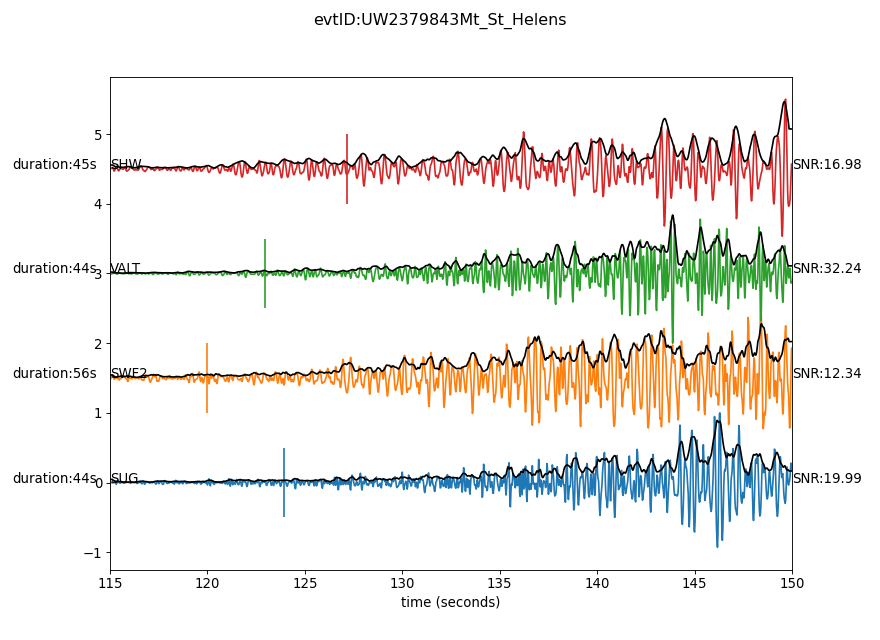 evtID:UW2379843Mt_St_Helens
5
duration:45s SHW SNR:16.98
4
duration:44s 3 VALT SNR:32.24
2
duration:56s SWF2 SNR:12.34
1
duration:44s 0 SUG SNR:19.99
−1
115 120 125 130 135 140 145 150
time (seconds)